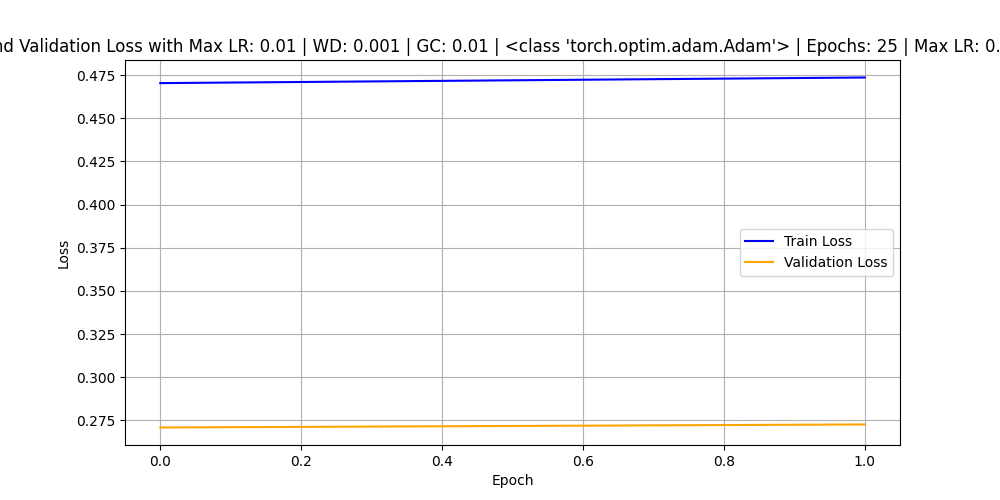 nd Validation Loss with Max LR: 0.01 | WD: 0.001 | GC: 0.01 | <class 'torch.optim.adam.Adam'> | Epochs: 25 | Max LR: 0.
0.475
0.450
0.425
0.400
0.375
0.350
0.325
0.300
0.275
Loss
Train Loss
Validation Loss
0.0 0.2 0.4 0.6 0.8 1.0
Epoch